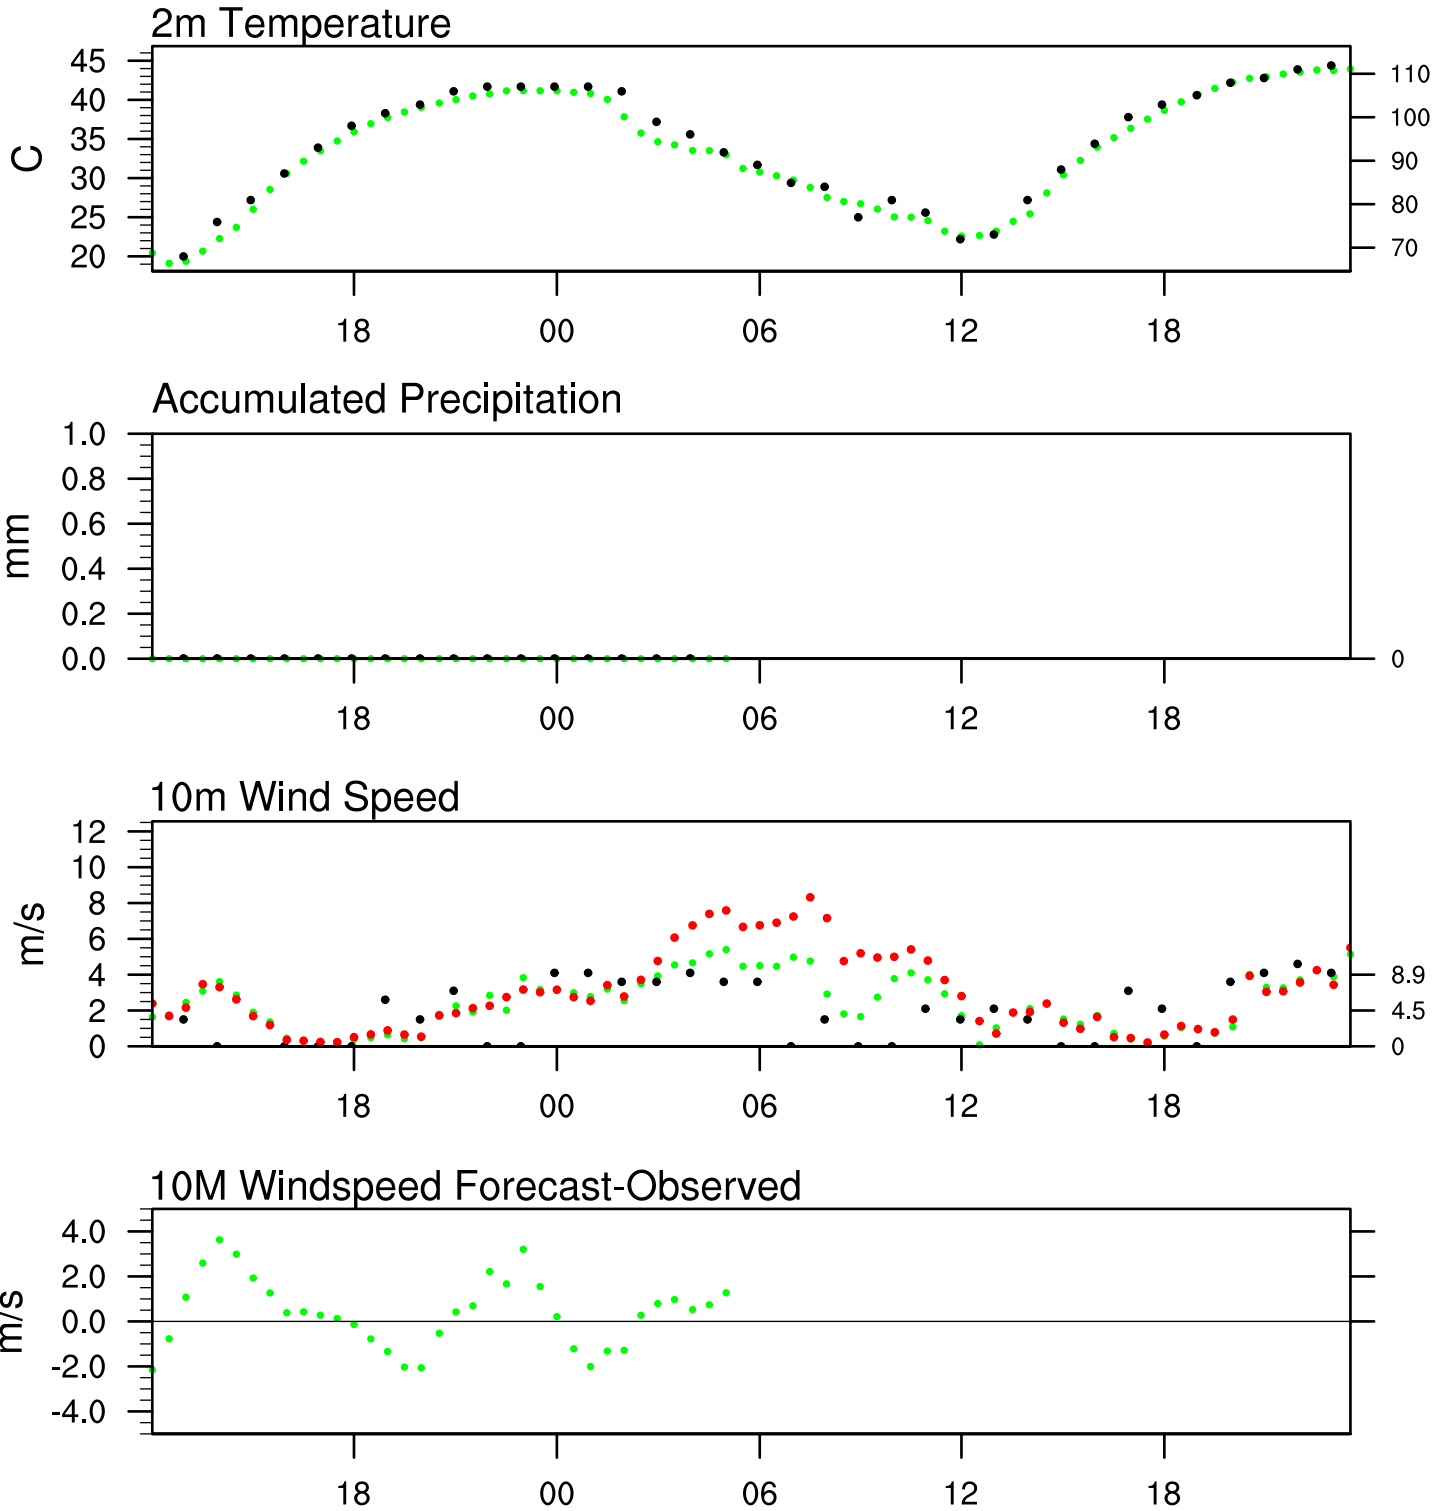 2m Temperature
45
40
35
30
25
20
C
110
100
90
80
70
18 00 06 12 18
Accumulated Precipitation
1.0
0.8
0.6
0.4
0.2
0.0
mm
0
18 00 06 12 18
10m Wind Speed
12
10
8
6
4
2
0
m/s
8.9
4.5
0
18 00 06 12 18
10M Windspeed Forecast-Observed
4.0
2.0
0.0
-2.0
-4.0
m/s
18 00 06 12 18